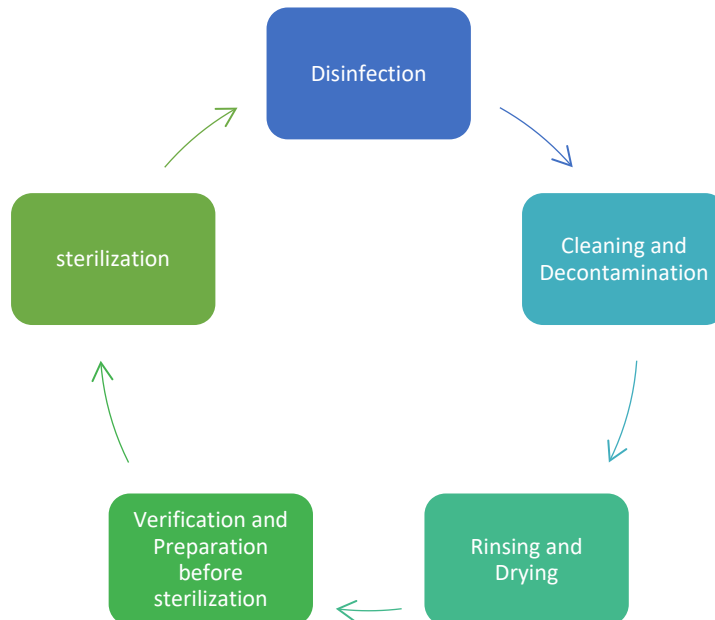 Disinfection
Cleaning and
Decontamination
Rinsing and
Drying
Verification and
Preparation
before
sterilization
sterilization